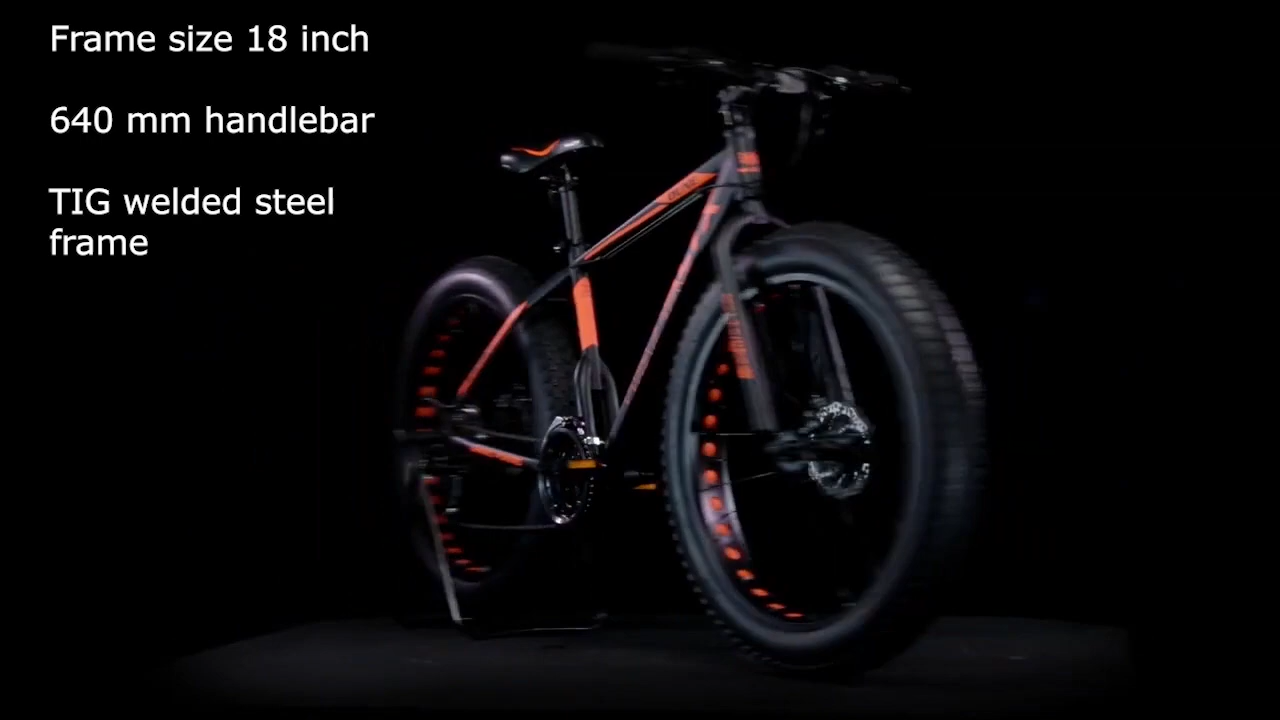 Frame size 18 inch
640 mm handlebar
TIG welded steel
frame